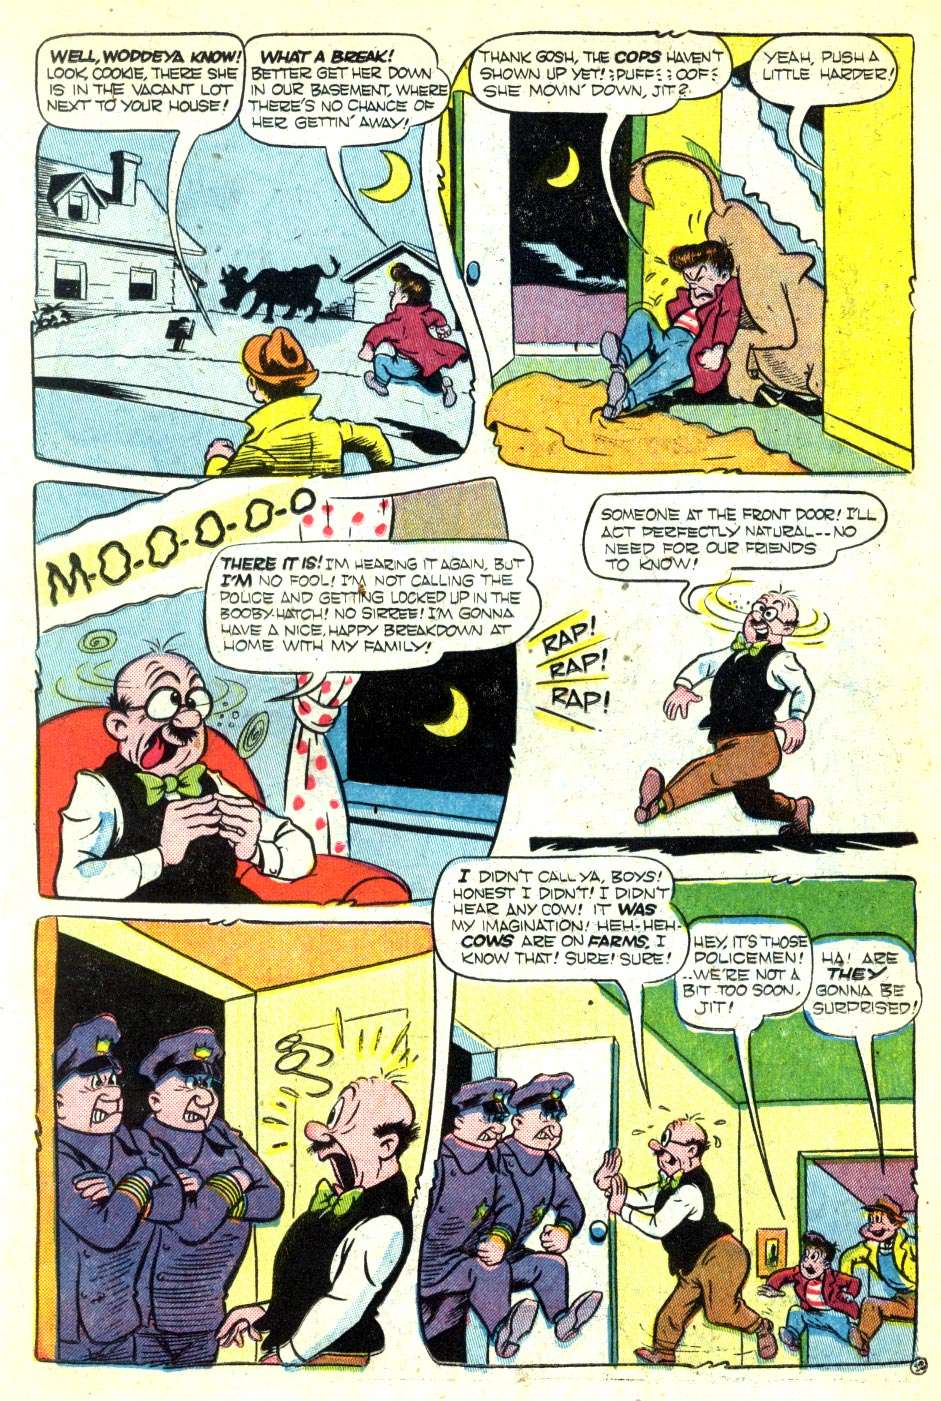 WELL, WODDEYA KNOW!
LOOK, COOKIE, THERE SHE
IS IN THE VACANT LOT
NEXT TO YOUR HOUSE!
WHAT A BREAK!
BETTER GET HER DOWN
IN OUR BASEMENT, WHERE
THERE'S NO CHANCE OF
HER GETTIN' AWAY!
THANK GOSH, THE COPS HAVEN'T
SHOWN UP YET! ; PUFF ; ; OOF ;
SHE MOVIN' DOWN, JIT?
YEAH, PUSH A
LITTLE HARDER!
M-O-O-O-O-O
THERE IT IS! I'M HEARING IT AGAIN, BUT
I'M NO FOOL! I'M NOT CALLING THE
POLICE AND GETTING LOCKED UP IN THE
BOOBY-HATCH! NO SIRREE! I'M GONNA
HAVE A NICE, HAPPY BREAKDOWN AT
HOME WITH MY FAMILY!
SOMEONE AT THE FRONT DOOR! I'LL
ACT PERFECTLY NATURAL--NO
NEED FOR OUR FRIENDS
TO KNOW!
RAP!
RAP!
RAP!
I DIDN'T CALL YA, BOYS!
HONEST I DIDN'T! I DIDN'T
HEAR ANY COW! IT WAS
MY IMAGINATION! HEH-HEH-
COWS ARE ON FARMS, I
KNOW THAT! SURE! SURE!
HEY, IT'S THOSE
POLICEMEN!
--WE'RE NOT A
BIT TOO SOON,
JIT!
HA! ARE
THEY
GONNA BE
SURPRISED!